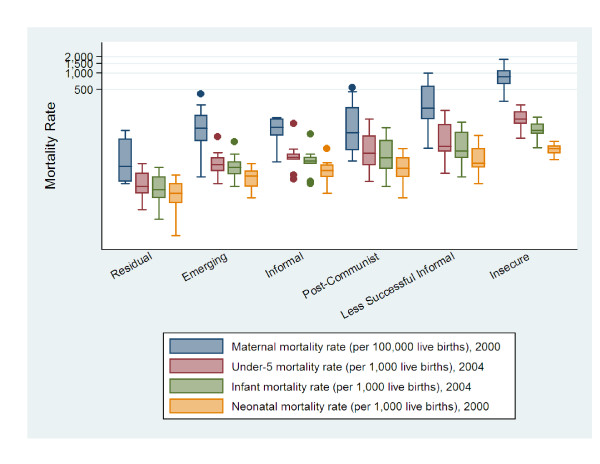 2,000
1,500
1,000
500
Mortality Rate
Residual
Emerging
Informal
Post-Communist
Less Successful Informal
Insecure
Maternal mortality rate (per 100,000 live births), 2000
Under-5 mortality rate (per 1,000 live births), 2004
Infant mortality rate (per 1,000 live births), 2004
Neonatal mortality rate (per 1,000 live births), 2000